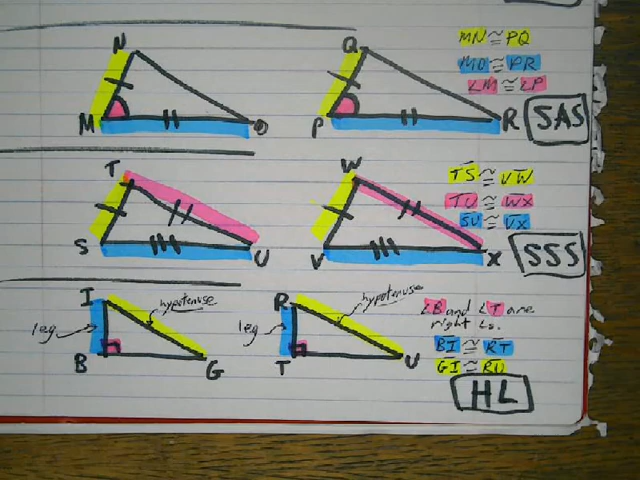 N
Q
MN ≅ PQ
MO ≅ PR
∠M ≅ ∠P
M
O
P
R
SAS
T
W
TS ≅ VW
TU ≅ WX
SU ≅ VX
S
U
V
X
SSS
I
hypotenuse
R
hypotenuse
∠B and ∠T are
right ∠s.
leg
leg
BI ≅ RT
B
G
T
U
GI ≅ RU
HL